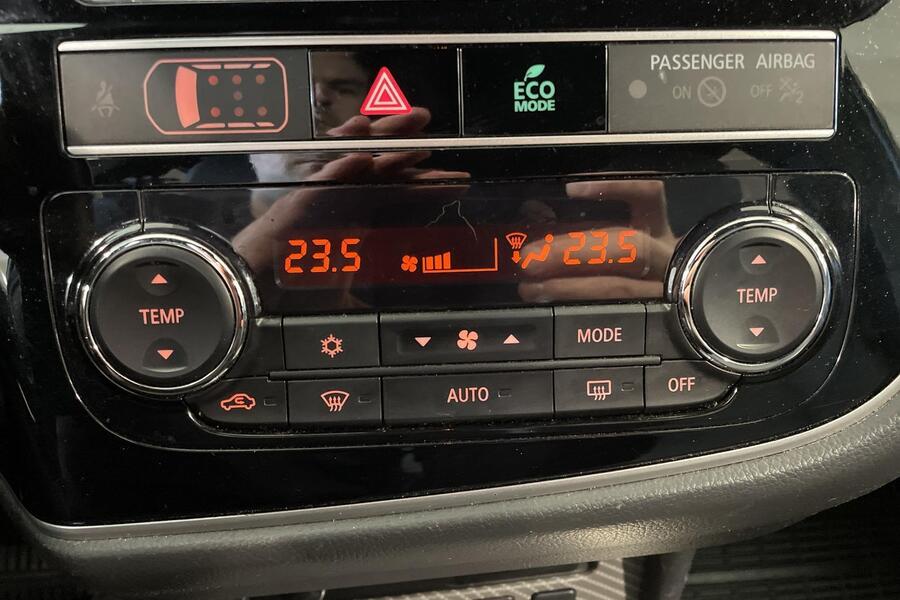 ECO
MODE
PASSENGER AIRBAG
ON OFF
23.5 23.5
TEMP
TEMP
MODE
AUTO
OFF